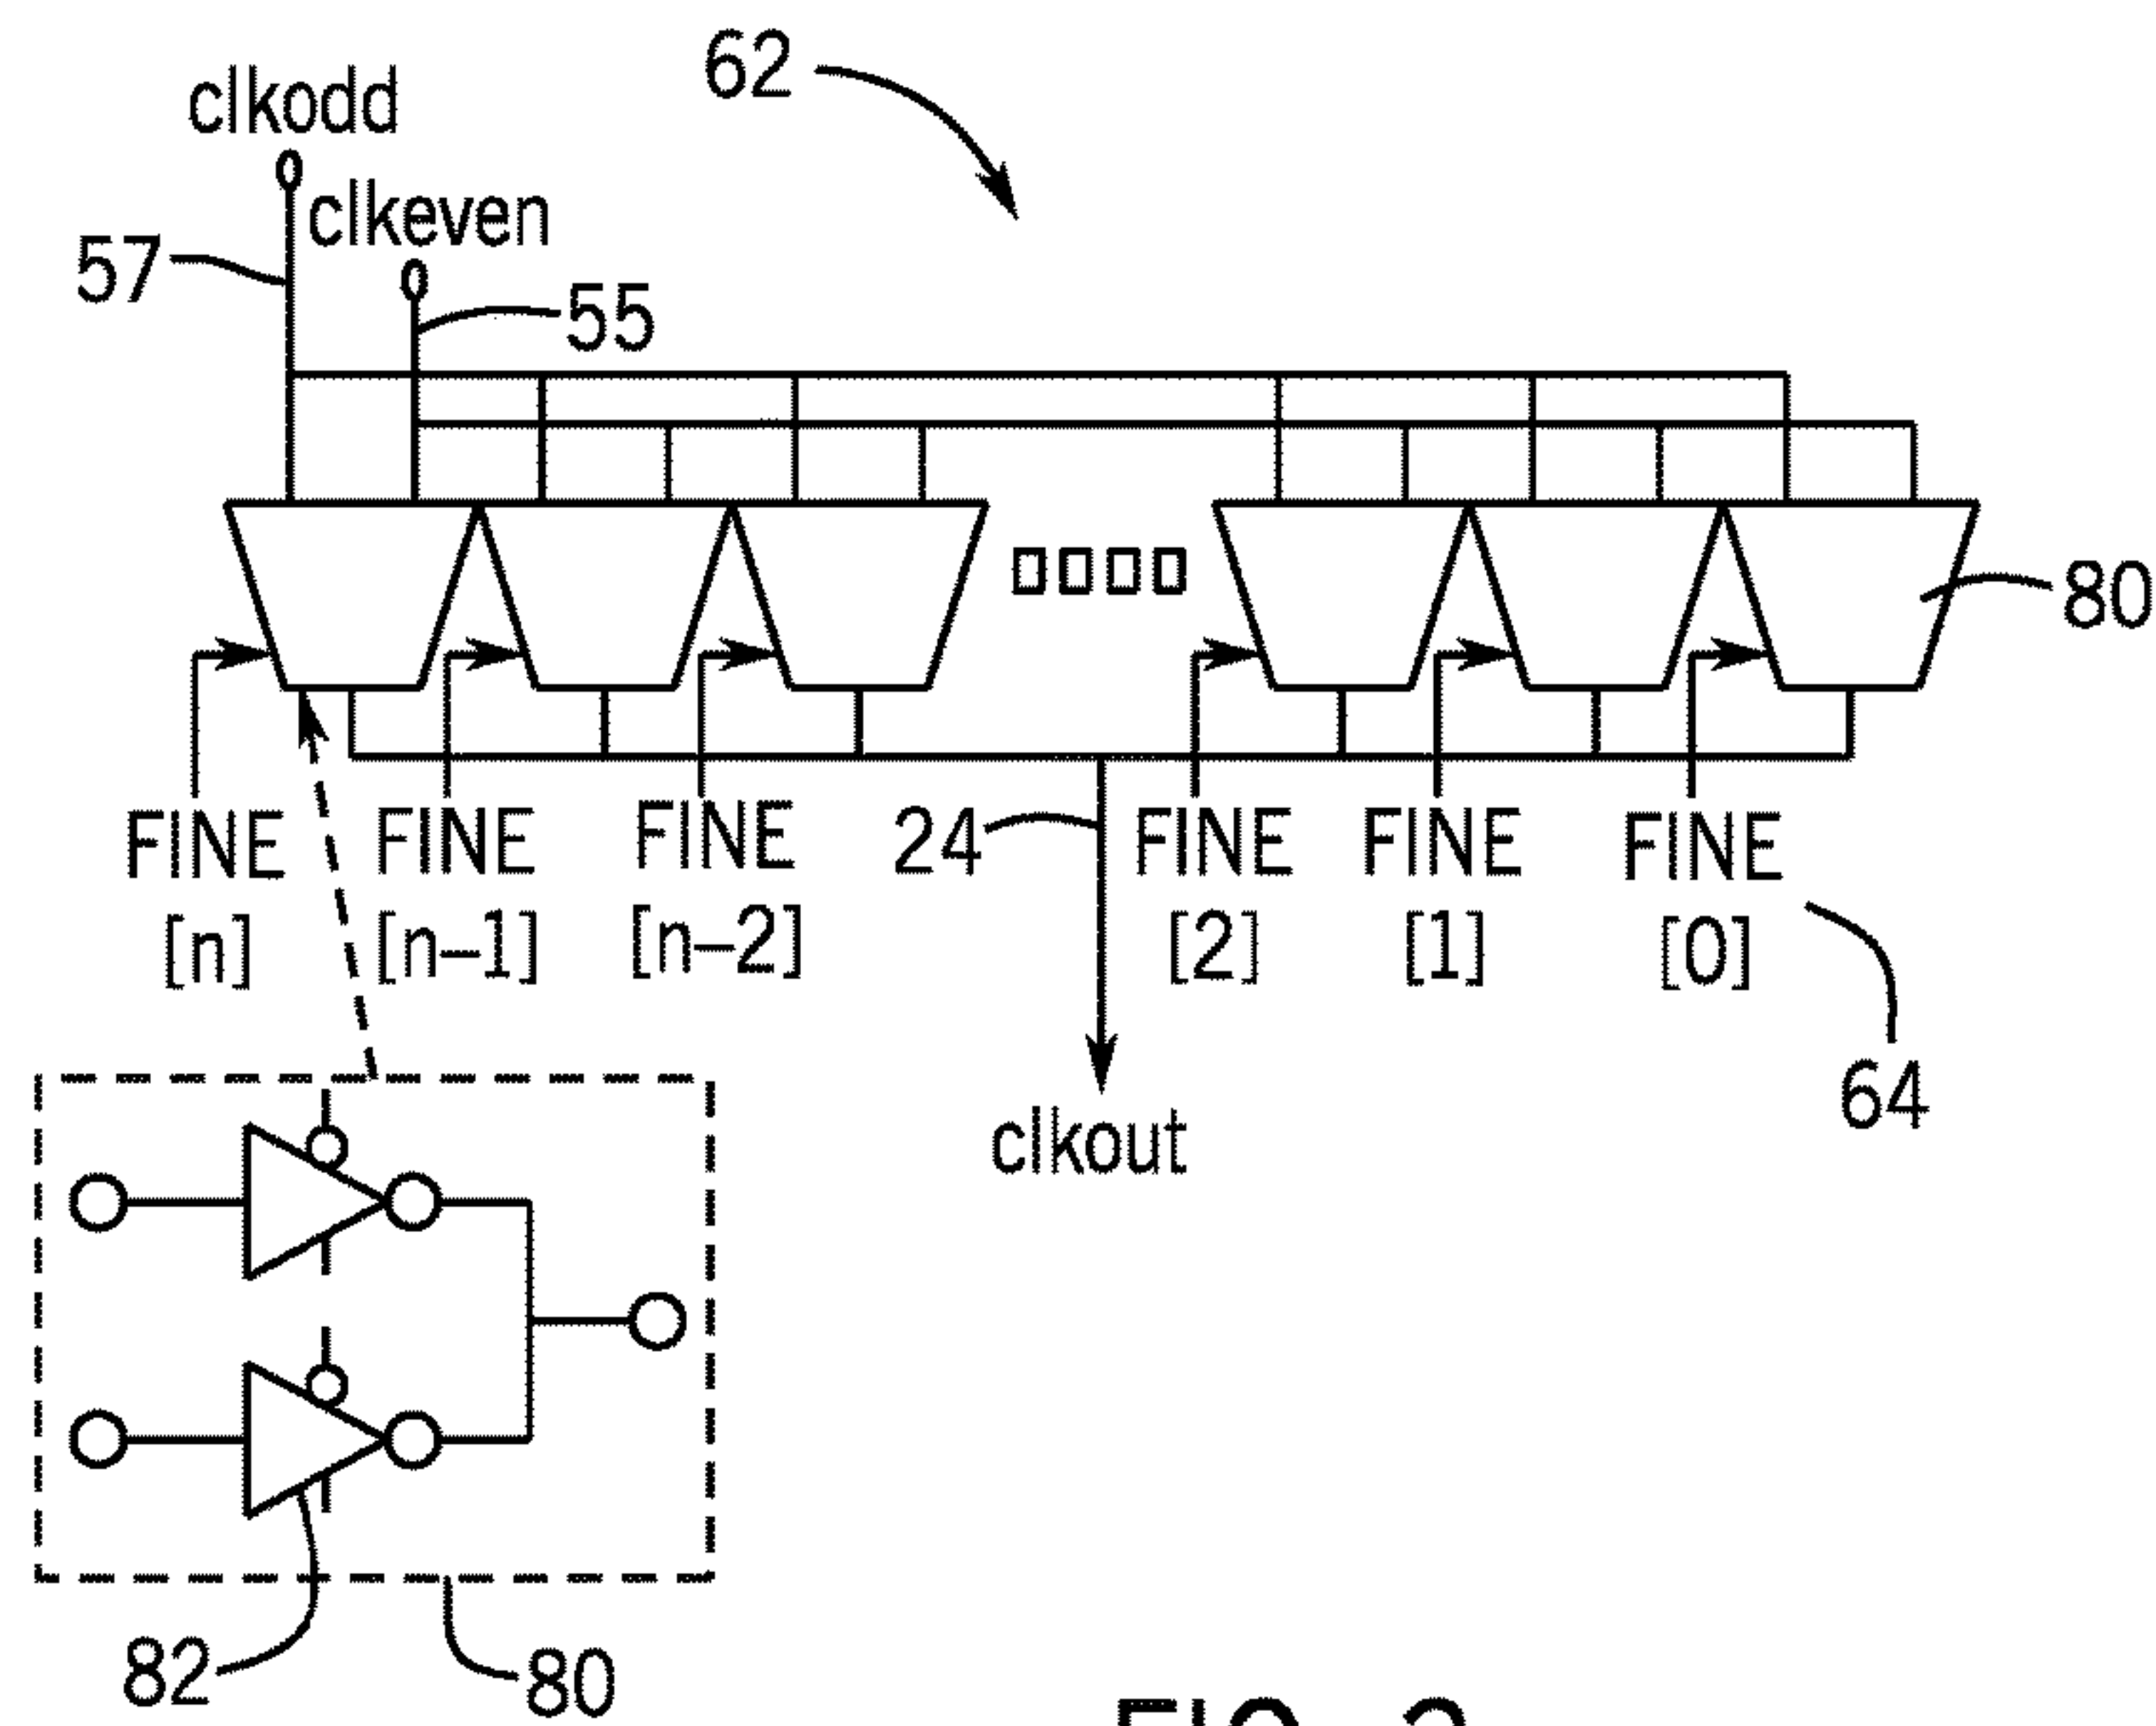 62
clkodd
clkeven
57
55
80
FINE [n]
FINE [n–1]
FINE [n–2]
24
FINE [2]
FINE [1]
FINE [0]
64
clkout
82
80